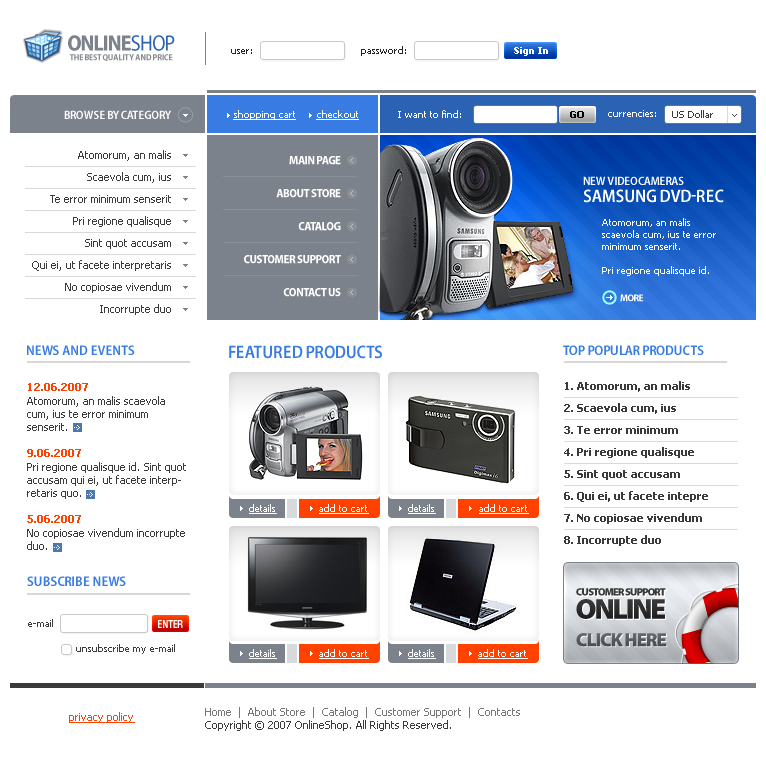 ONLINESHOP
THE BEST QUALITY AND PRICE
user:
password:
Sign In
BROWSE BY CATEGORY
shopping cart
checkout
I want to find:
GO
currencies:
US Dollar
Atomorum, an malis
Scaevola cum, ius
Te error minimum senserit
Pri regione qualisque
Sint quot accusam
Qui ei, ut facete interpretaris
No copiosae vivendum
Incorrupte duo
MAIN PAGE
ABOUT STORE
CATALOG
CUSTOMER SUPPORT
CONTACT US
SAMSUNG
NEW VIDEOCAMERAS
SAMSUNG DVD-REC
Atomorum, an malis
scaevola cum, ius te error
minimum senserit.
Pri regione qualisque id.
MORE
NEWS AND EVENTS
12.06.2007
Atomorum, an malis scaevola
cum, ius te error minimum
senserit.
9.06.2007
Pri regione qualisque id. Sint quot
accusam qui ei, ut facete interp-
retaris quo.
5.06.2007
No copiosae vivendum incorrupte
duo.
SUBSCRIBE NEWS
e-mail
ENTER
unsubscribe my e-mail
FEATURED PRODUCTS
SAMSUNG
details
add to cart
details
add to cart
details
add to cart
details
add to cart
TOP POPULAR PRODUCTS
1. Atomorum, an malis
2. Scaevola cum, ius
3. Te error minimum
4. Pri regione qualisque
5. Sint quot accusam
6. Qui ei, ut facete intepre
7. No copiosae vivendum
8. Incorrupte duo
CUSTOMER SUPPORT
ONLINE
CLICK HERE
privacy policy
Home | About Store | Catalog | Customer Support | Contacts
Copyright © 2007 OnlineShop. All Rights Reserved.